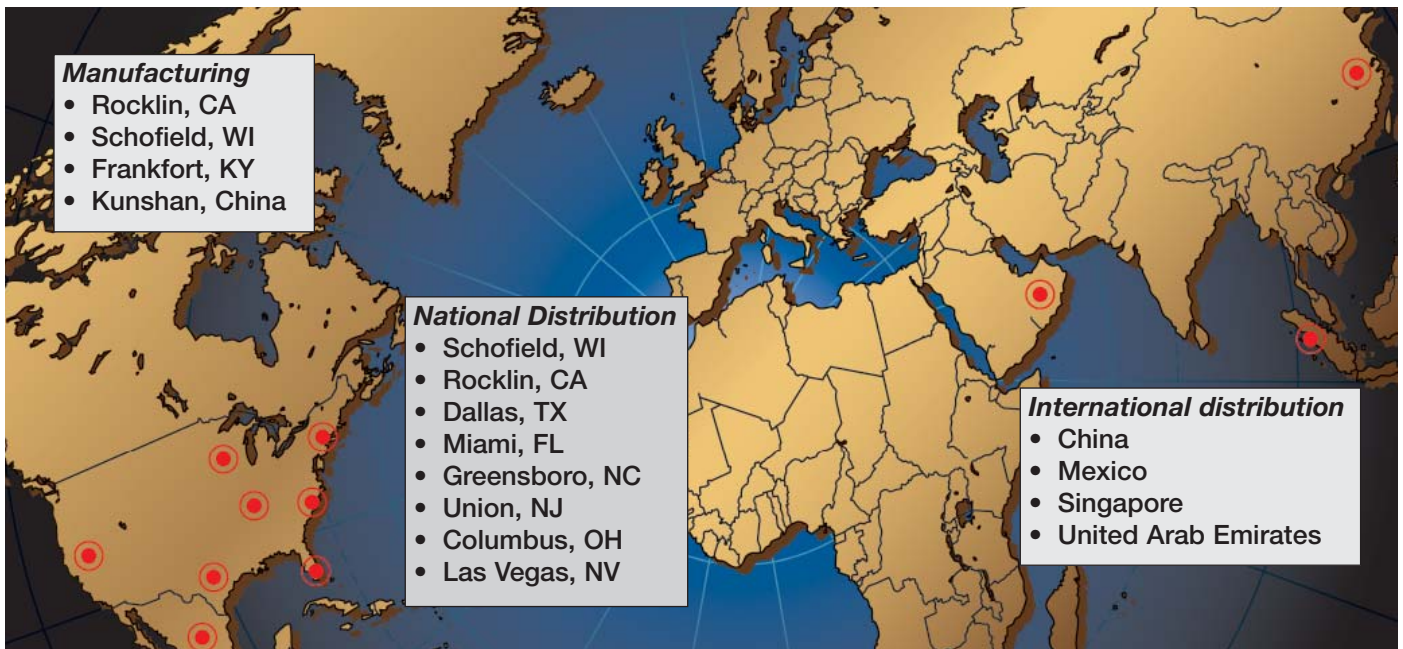 Manufacturing
• Rocklin, CA
• Schofield, WI
• Frankfort, KY
• Kunshan, China
National Distribution
• Schofield, WI
• Rocklin, CA
• Dallas, TX
• Miami, FL
• Greensboro, NC
• Union, NJ
• Columbus, OH
• Las Vegas, NV
International distribution
• China
• Mexico
• Singapore
• United Arab Emirates